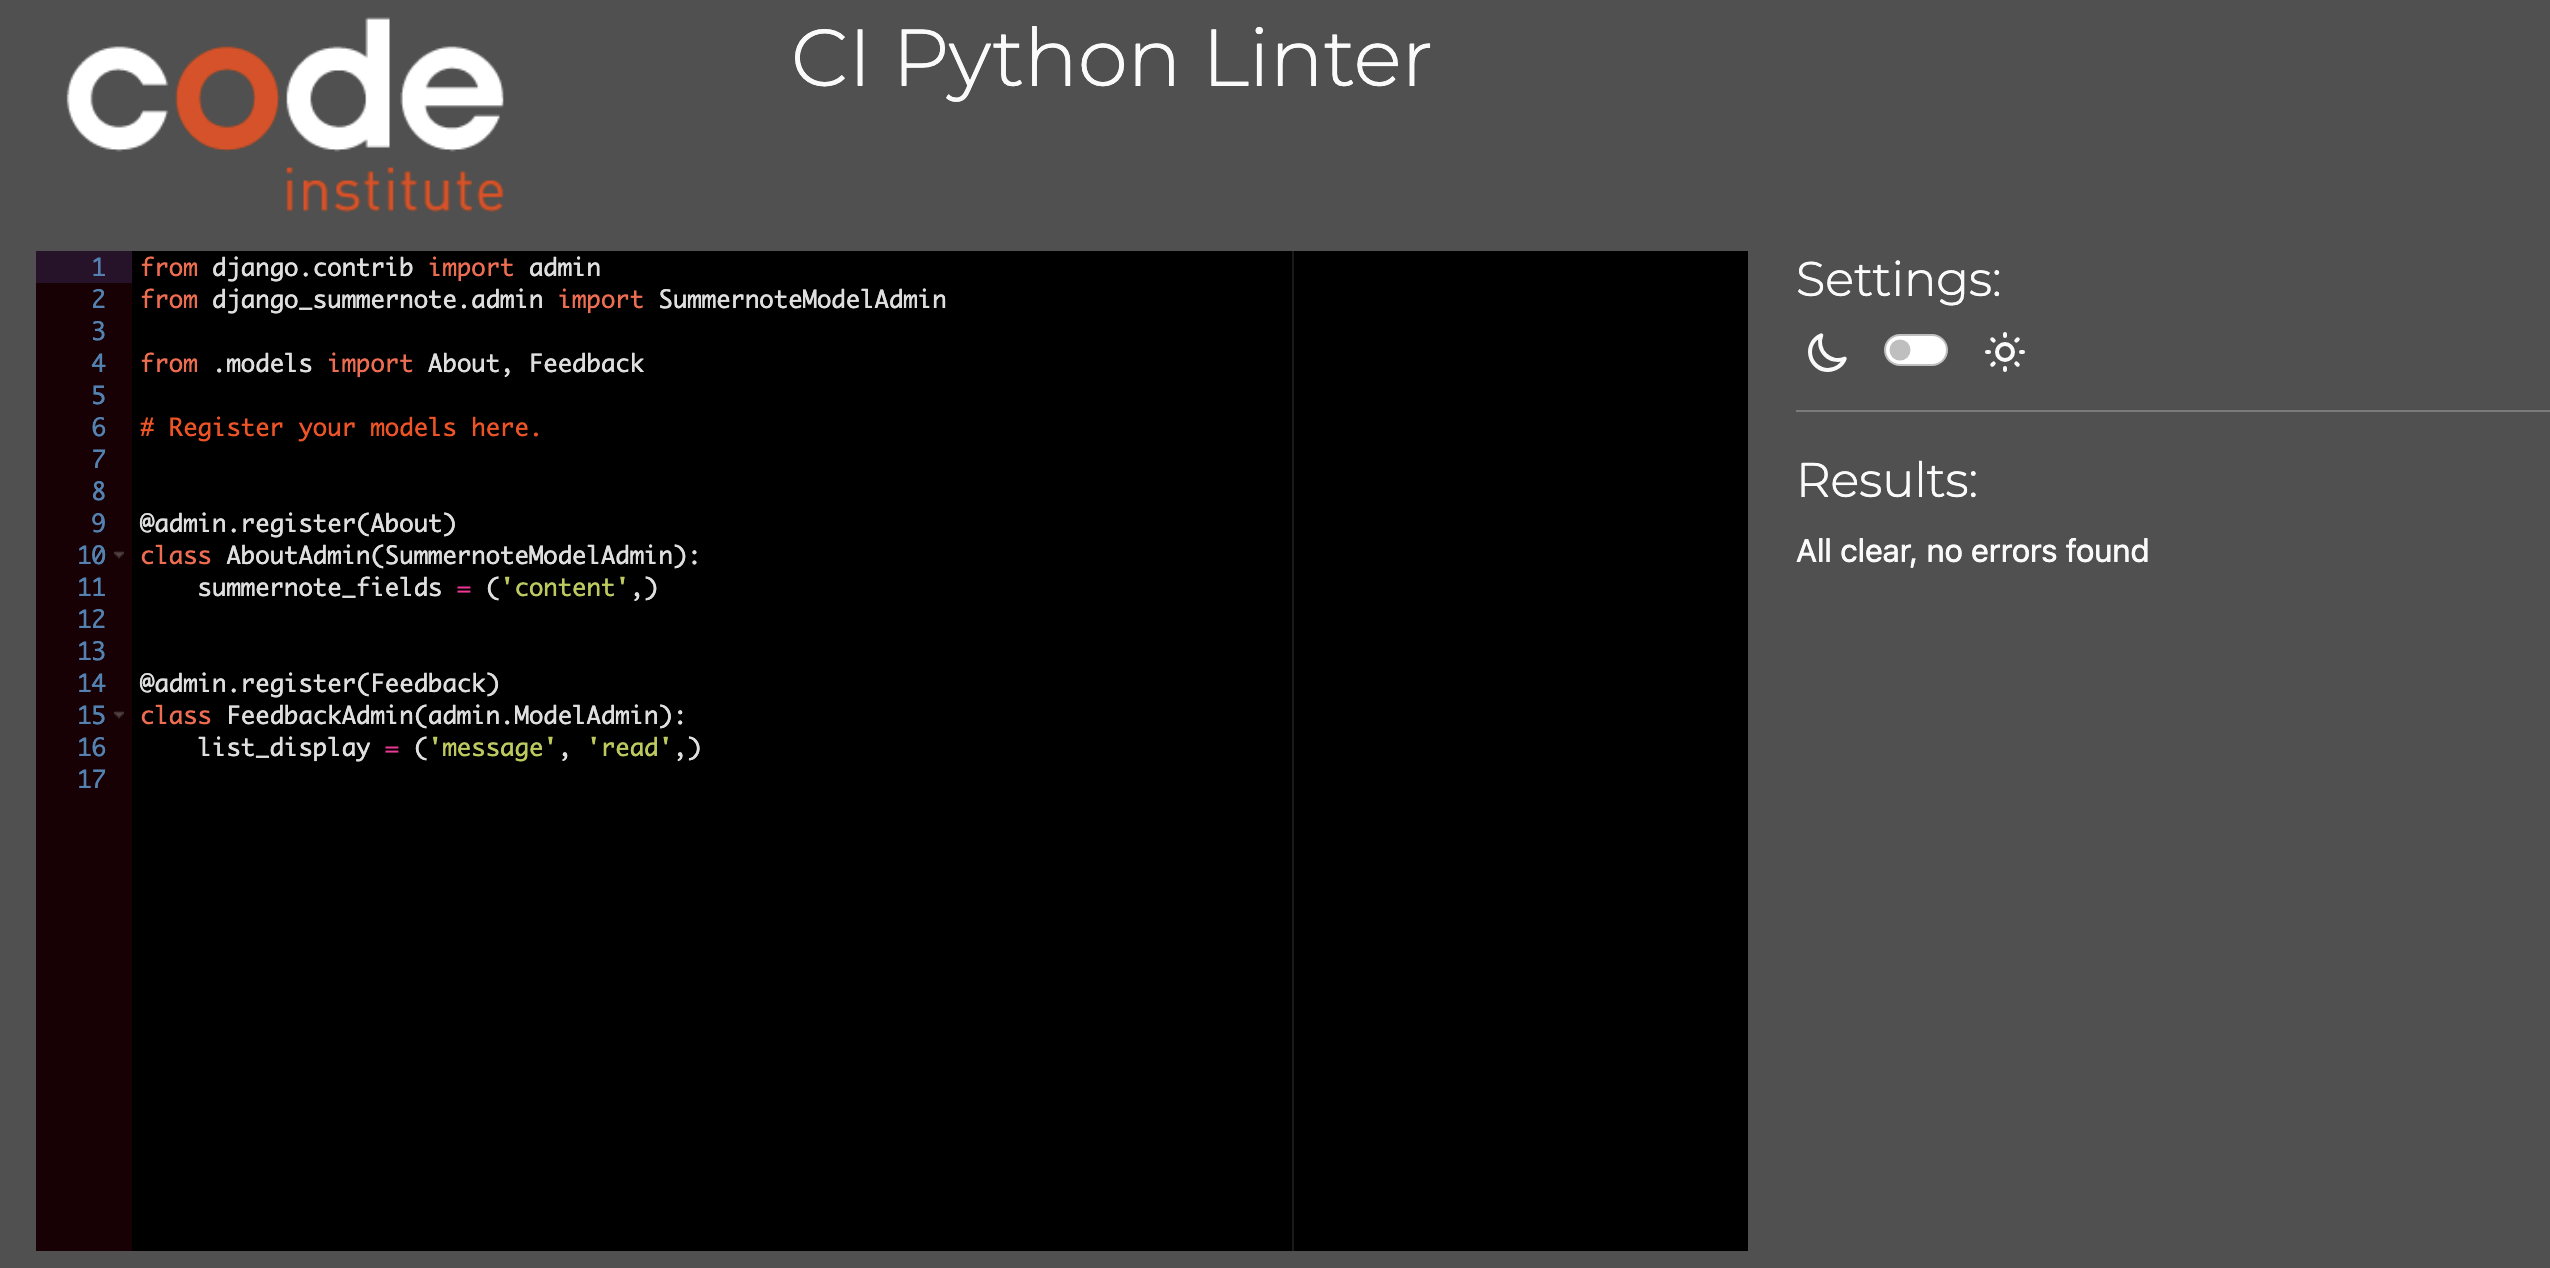 code
institute
CI Python Linter
1 from django.contrib import admin
2 from django_summernote.admin import SummernoteModelAdmin
3
4 from .models import About, Feedback
5
6 # Register your models here.
7
8
9 @admin.register(About)
10 class AboutAdmin(SummernoteModelAdmin):
11     summernote_fields = ('content',)
12
13
14 @admin.register(Feedback)
15 class FeedbackAdmin(admin.ModelAdmin):
16     list_display = ('message', 'read',)
17
Settings:
Results:
All clear, no errors found